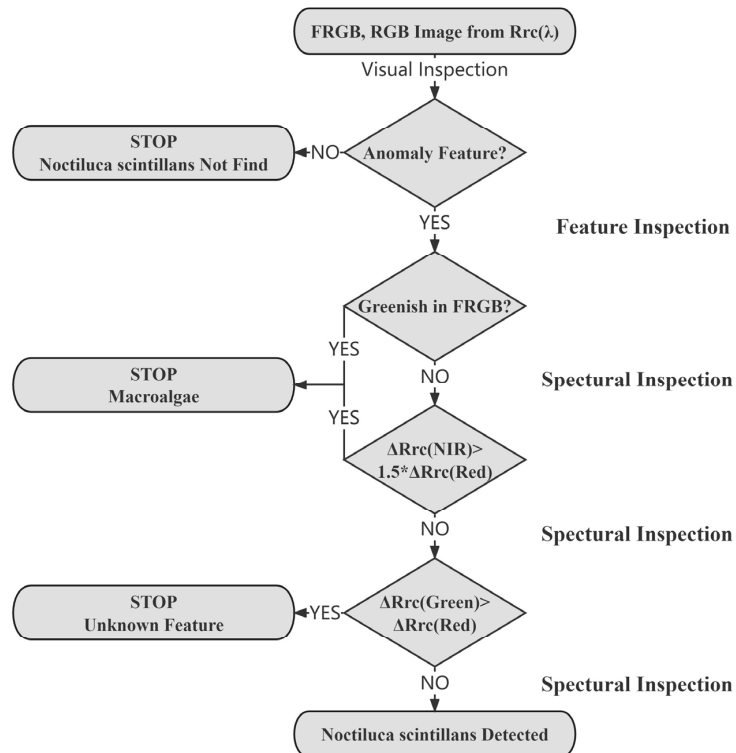 FRGB, RGB Image from Rrc(λ)
Visual Inspection
STOP
Noctiluca scintillans Not Find
NO
Anomaly Feature?
YES
Feature Inspection
Greenish in FRGB?
YES
NO
Spectural Inspection
STOP
Macroalgae
YES
ΔRrc(NIR)>
1.5*ΔRrc(Red)
NO
Spectural Inspection
STOP
Unknown Feature
YES
ΔRrc(Green)>
ΔRrc(Red)
NO
Spectural Inspection
Noctiluca scintillans Detected